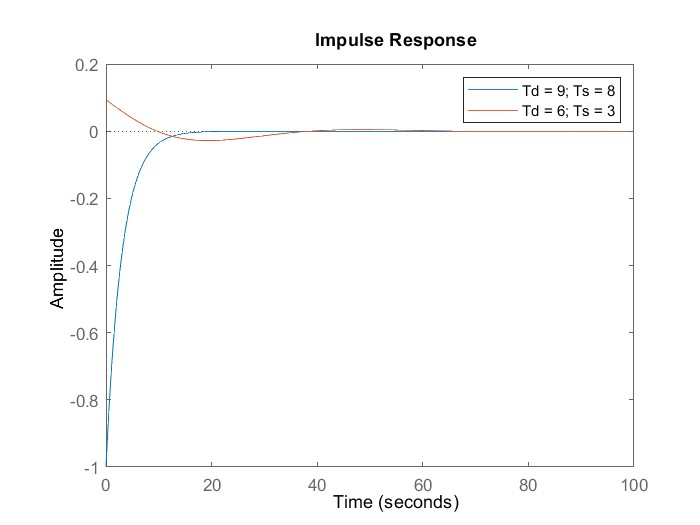 Impulse Response
0.2
0
-0.2
-0.4
-0.6
-0.8
-1
Amplitude
Td = 9; Ts = 8
Td = 6; Ts = 3
0
20
40
60
80
100
Time (seconds)